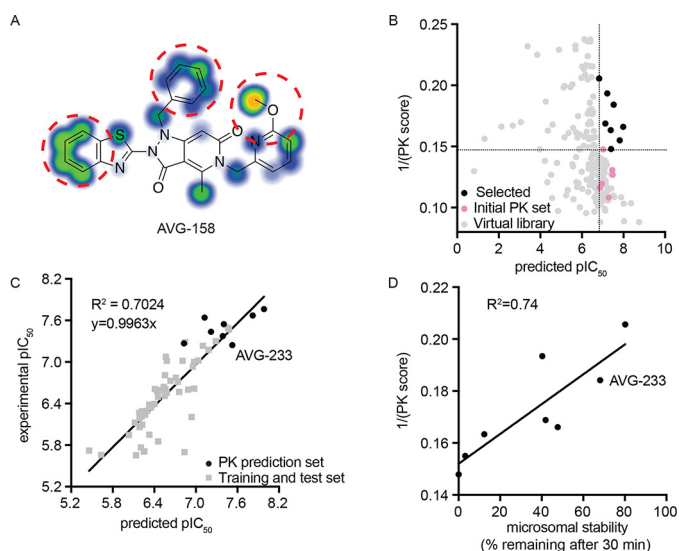 A
S
N
N
N
O
O
N
N
O
AVG-158
B
1/(PK score)
0.25
0.20
0.15
0.10
Selected
Initial PK set
Virtual library
0 2 4 6 8 10
predicted pIC50
C
experimental pIC50
8.2
7.6
7.0
6.4
5.8
5.2
R² = 0.7024
y=0.9963x
AVG-233
PK prediction set
Training and test set
5.2 5.8 6.4 7.0 7.6 8.2
predicted pIC50
D
1/(PK score)
0.22
0.20
0.18
0.16
0.14
R²=0.74
AVG-233
0 20 40 60 80 100
microsomal stability
(% remaining after 30 min)